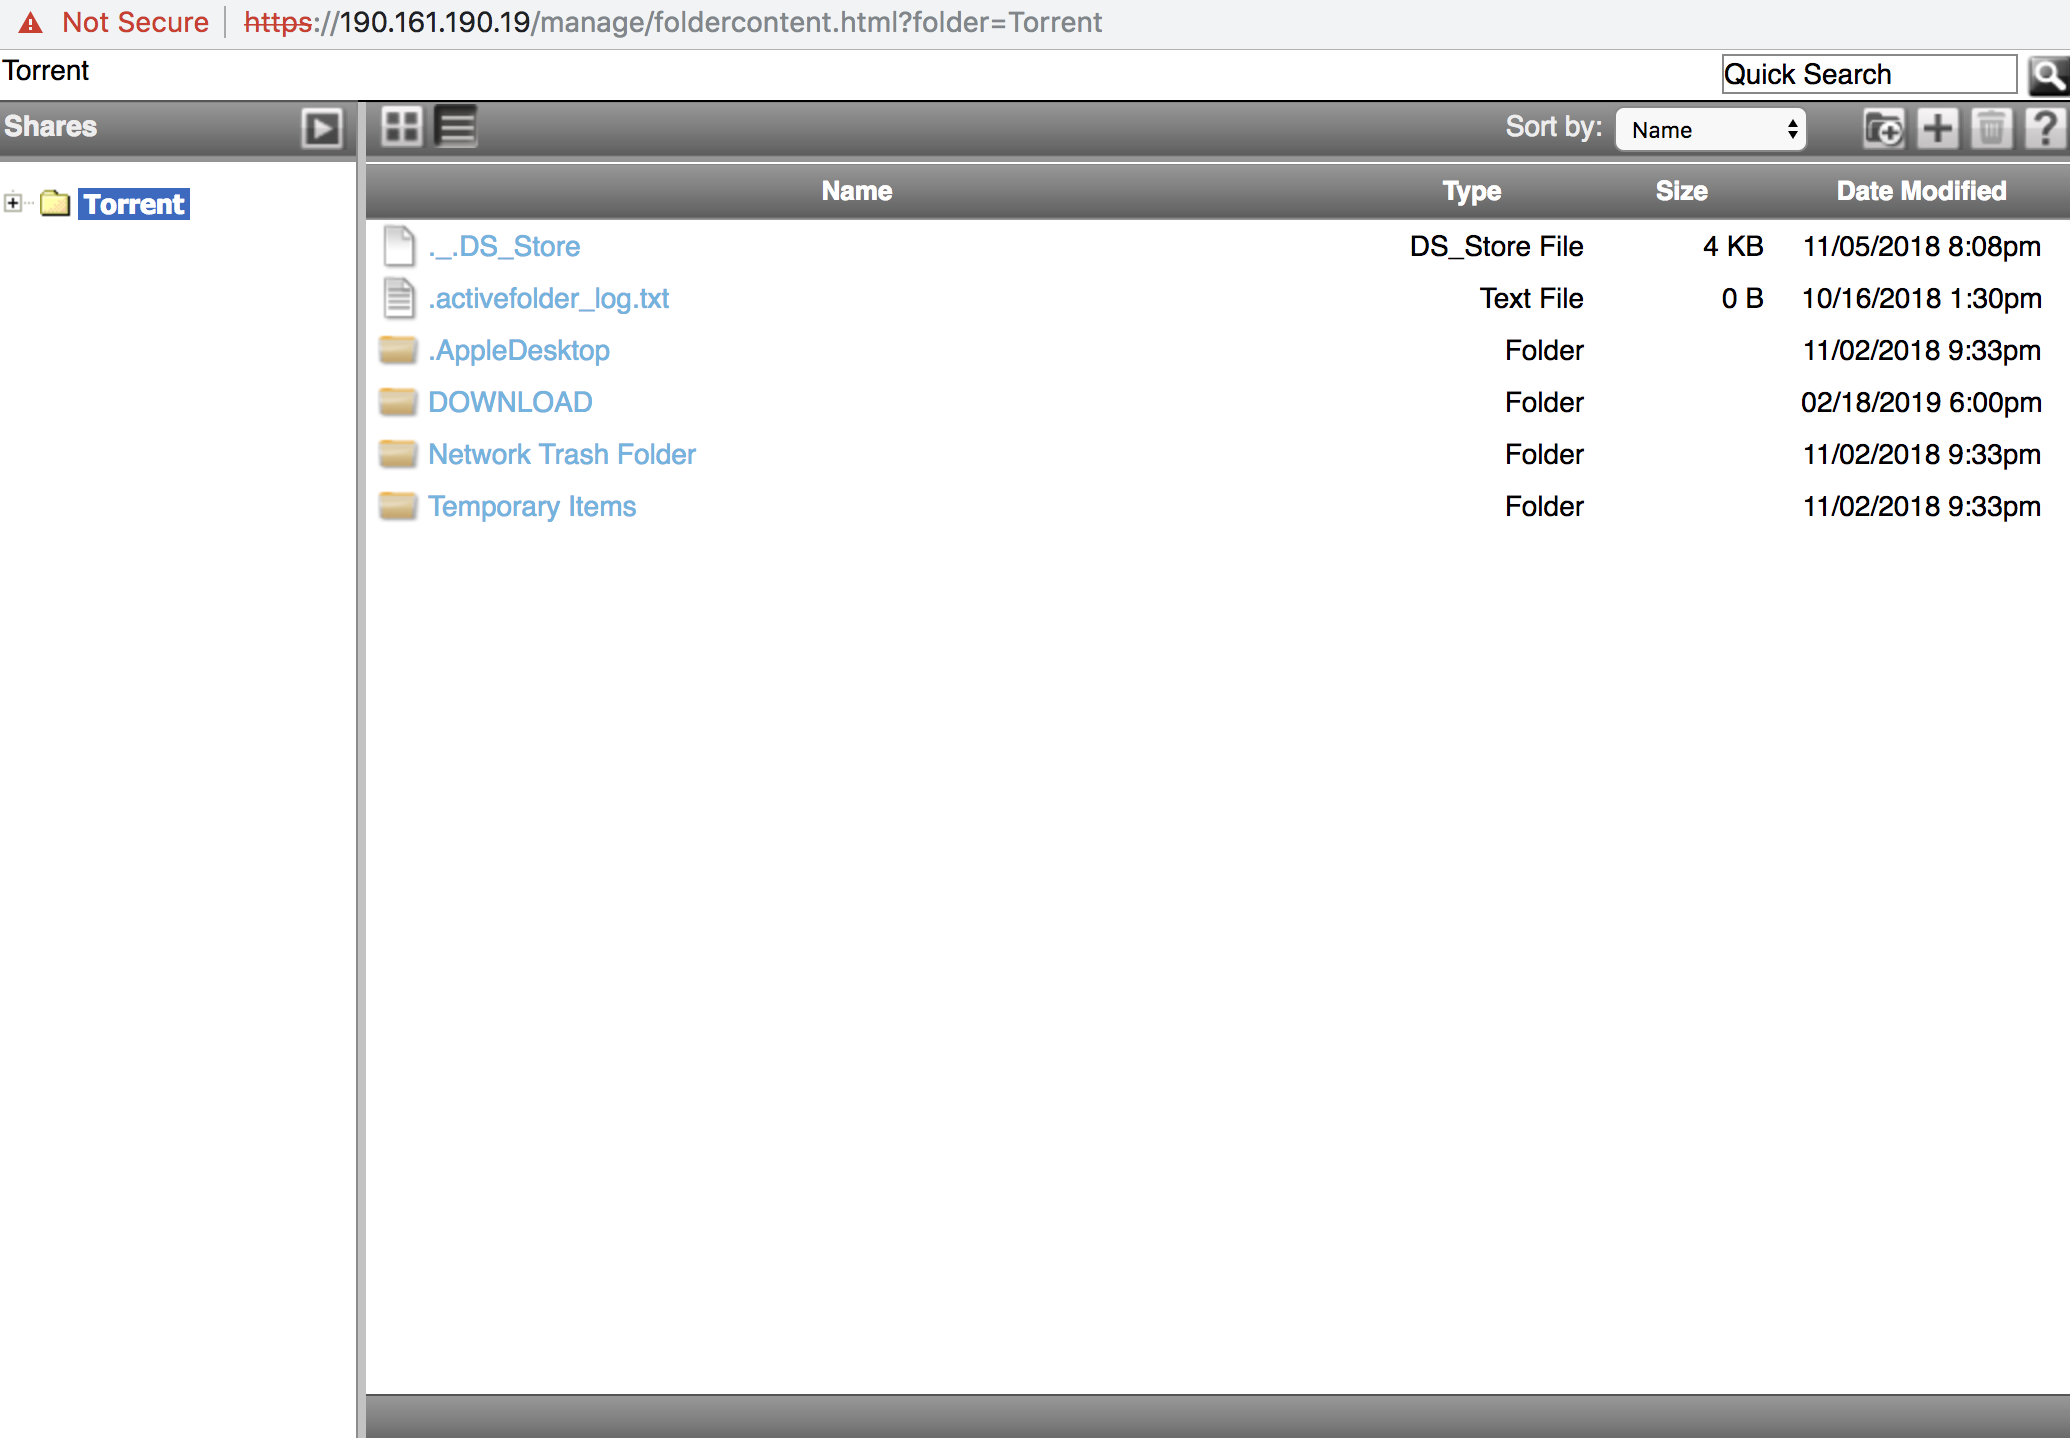 Not Secure https://190.161.190.19/manage/foldercontent.html?folder=Torrent
Torrent Quick Search
Shares Sort by: Name
Torrent
Name Type Size Date Modified
._.DS_Store DS_Store File 4 KB 11/05/2018 8:08pm
.activefolder_log.txt Text File 0 B 10/16/2018 1:30pm
.AppleDesktop Folder 11/02/2018 9:33pm
DOWNLOAD Folder 02/18/2019 6:00pm
Network Trash Folder Folder 11/02/2018 9:33pm
Temporary Items Folder 11/02/2018 9:33pm